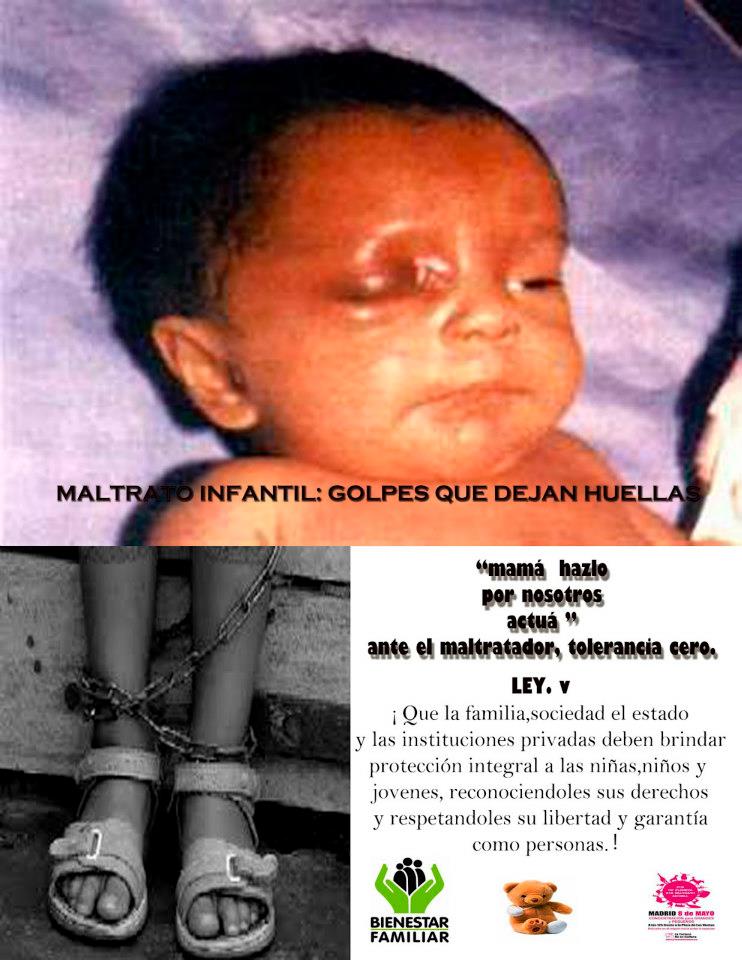 MALTRATO INFANTIL: GOLPES QUE DEJAN HUELLAS
“mamá hazlo
por nosotros
actuá ”
ante el maltratador, tolerancia cero.
LEY. v
¡ Que la familia,sociedad el estado
y las instituciones privadas deben brindar
protección integral a las niñas,niños y
jovenes, reconociendoles sus derechos
y respetandoles su libertad y garantía
como personas. !
BIENESTAR
FAMILIAR
MADRID 8 de MAYO